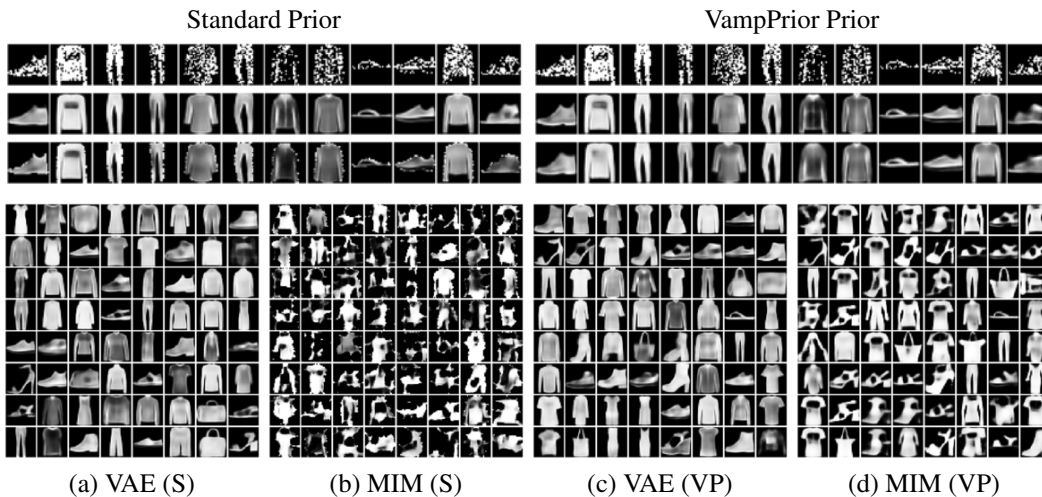 Standard Prior
VampPrior Prior
(a) VAE (S)
(b) MIM (S)
(c) VAE (VP)
(d) MIM (VP)